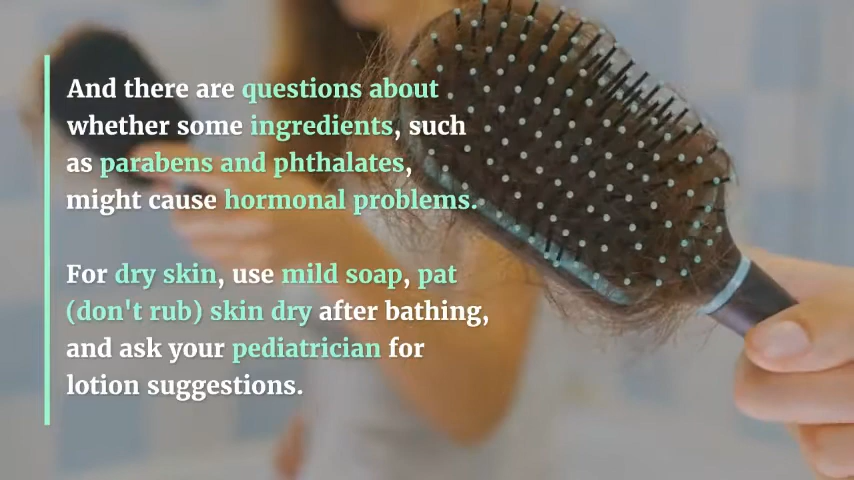 And there are questions about
whether some ingredients, such
as parabens and phthalates,
might cause hormonal problems.
For dry skin, use mild soap, pat
(don't rub) skin dry after bathing,
and ask your pediatrician for
lotion suggestions.